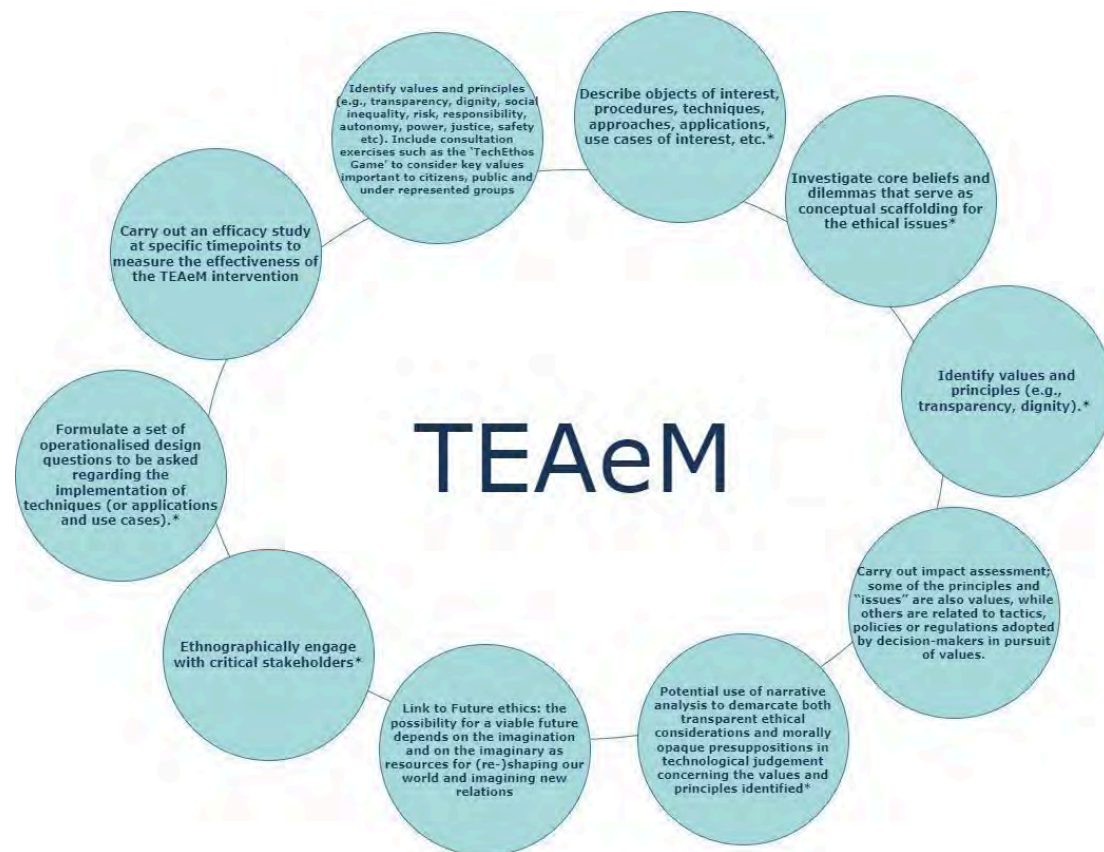 Identify values and principles
(e.g., transparency, dignity, social
inequality, risk, responsibility,
autonomy, power, justice, safety
etc). Include consultation
exercises such as the 'TechEthos
Game' to consider key values
important to citizens, public and
under represented groups
Describe objects of interest,
procedures, techniques,
approaches, applications,
use cases of interest, etc.*
Investigate core beliefs and
dilemmas that serve as
conceptual scaffolding for
the ethical issues*
Identify values and
principles (e.g.,
transparency, dignity).*
Carry out impact assessment;
some of the principles and
"issues" are also values, while
others are related to tactics,
policies or regulations adopted
by decision-makers in pursuit
of values.
Potential use of narrative
analysis to demarcate both
transparent ethical
considerations and morally
opaque presuppositions in
technological judgement
concerning the values and
principles identified*
Link to Future ethics: the
possibility for a viable future
depends on the imagination
and on the imaginary as
resources for (re-)shaping our
world and imagining new
relations
Ethnographically engage
with critical stakeholders*
Formulate a set of
operationalised design
questions to be asked
regarding the
implementation of
techniques (or applications
and use cases).*
Carry out an efficacy study
at specific timepoints to
measure the effectiveness of
the TEAeM intervention
TEAeM